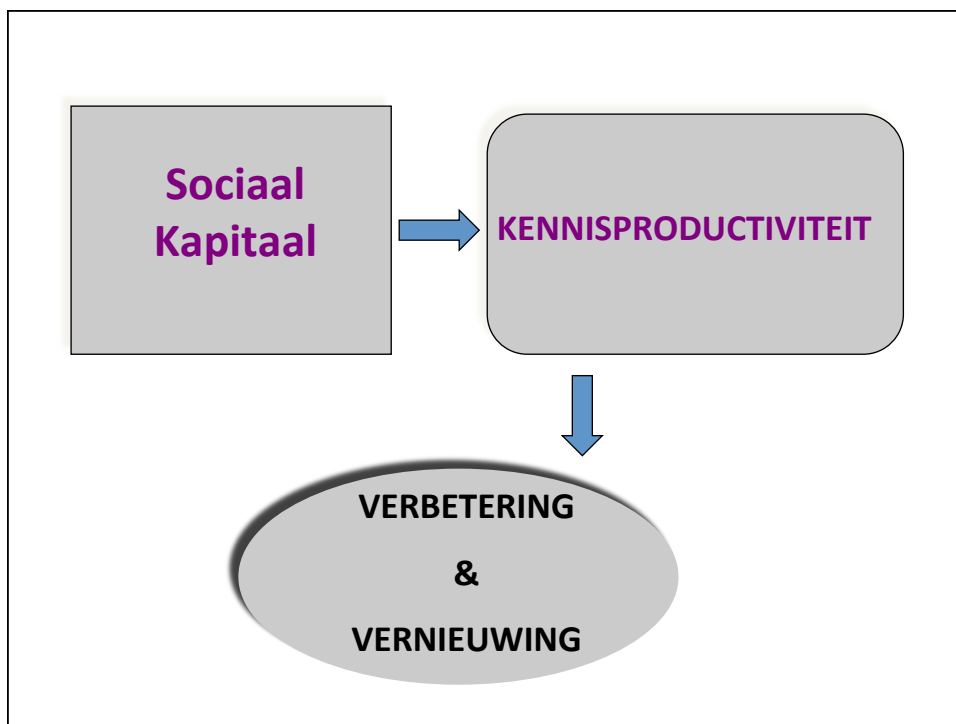 Sociaal
Kapitaal
KENNISPRODUCTIVITEIT
VERBETERING
&
VERNIEUWING